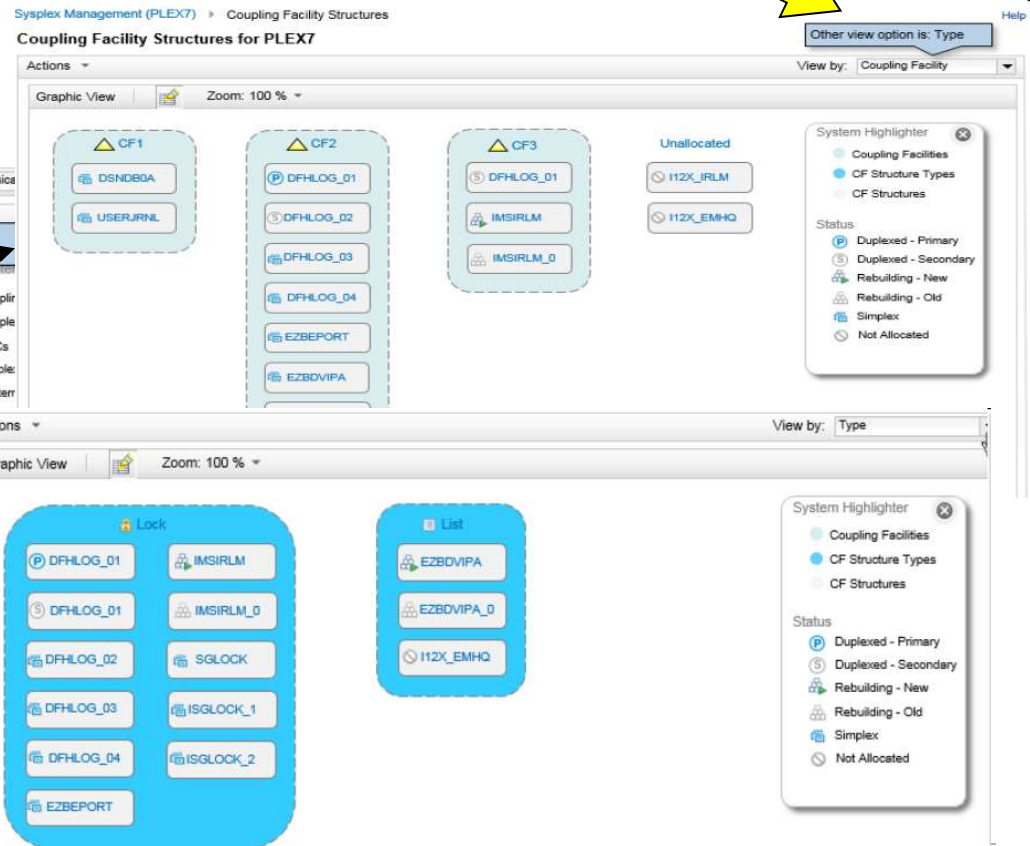 Sysplex Management (PLEX7) Coupling Facility Structures
Help
Coupling Facility Structures for PLEX7
Other view option is: Type
Actions
View by: Coupling Facility
Graphic View Zoom: 100 %
CF1
DSNDB0A
USERJRNL
CF2
P DFHLOG_01
S DFHLOG_02
DFHLOG_03
DFHLOG_04
EZBEPORT
EZBDVIPA
CF3
S DFHLOG_01
IMSIRLM
IMSIRLM_0
Unallocated
I12X_IRLM
I12X_EMHQ
System Highlighter
Coupling Facilities
CF Structure Types
CF Structures
Status
P Duplexed - Primary
S Duplexed - Secondary
Rebuilding - New
Rebuilding - Old
Simplex
Not Allocated
ons
View by: Type
raphic View Zoom: 100 %
Lock
P DFHLOG_01
S DFHLOG_01
DFHLOG_02
DFHLOG_03
DFHLOG_04
EZBEPORT
IMSIRLM
IMSIRLM_0
SGLOCK
ISGLOCK_1
ISGLOCK_2
List
EZBDVIPA
EZBDVIPA_0
I12X_EMHQ
System Highlighter
Coupling Facilities
CF Structure Types
CF Structures
Status
P Duplexed - Primary
S Duplexed - Secondary
Rebuilding - New
Rebuilding - Old
Simplex
Not Allocated